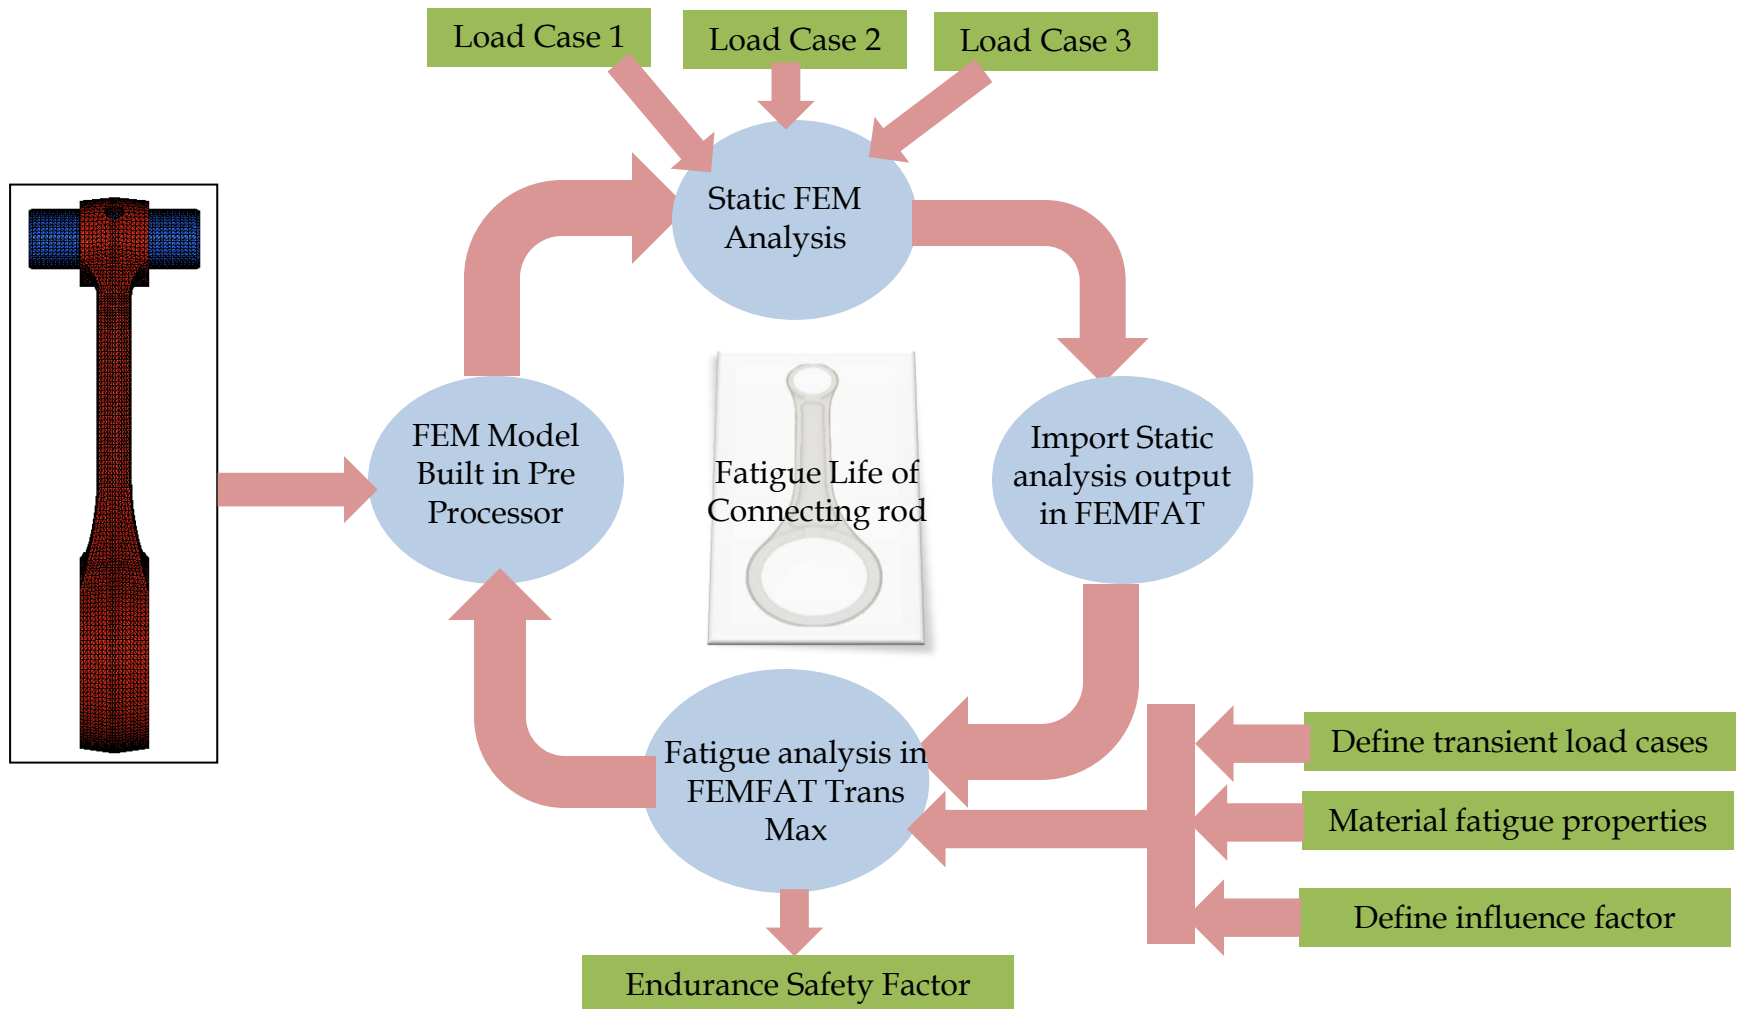 Load Case 1
Load Case 2
Load Case 3
Static FEM
Analysis
FEM Model
Built in Pre
Processor
Fatigue Life of
Connecting rod
Import Static
analysis output
in FEMFAT
Fatigue analysis in
FEMFAT Trans
Max
Define transient load cases
Material fatigue properties
Define influence factor
Endurance Safety Factor